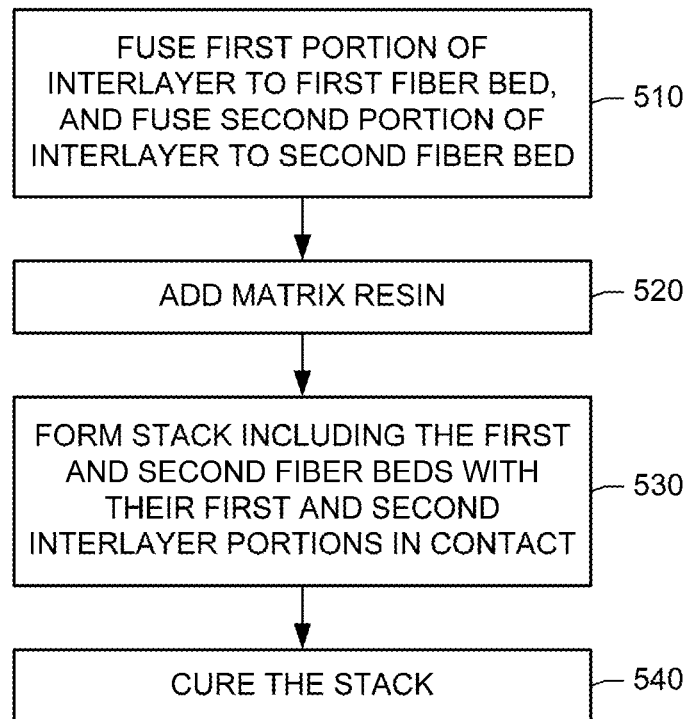 FUSE FIRST PORTION OF
INTERLAYER TO FIRST FIBER BED,
AND FUSE SECOND PORTION OF
INTERLAYER TO SECOND FIBER BED
510
ADD MATRIX RESIN
520
FORM STACK INCLUDING THE FIRST
AND SECOND FIBER BEDS WITH
THEIR FIRST AND SECOND
INTERLAYER PORTIONS IN CONTACT
530
CURE THE STACK
540